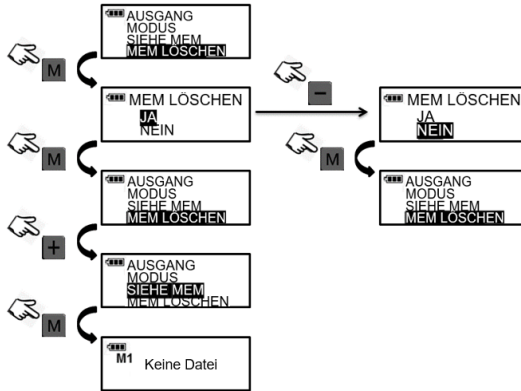 AUSGANG
MODUS
SIEHE MEM
MEM LÖSCHEN
M
MEM LÖSCHEN
JA
NEIN
−
MEM LÖSCHEN
JA
NEIN
M
AUSGANG
MODUS
SIEHE MEM
MEM LÖSCHEN
M
AUSGANG
MODUS
SIEHE MEM
MEM LÖSCHEN
+
AUSGANG
MODUS
SIEHE MEM
MEM LÖSCHEN
M
M1 Keine Datei